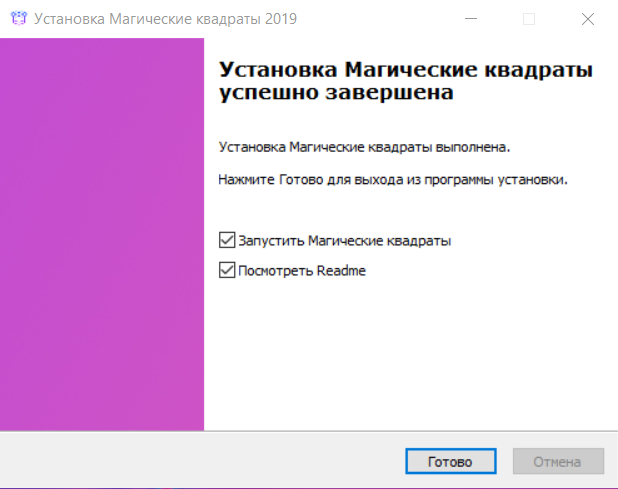 Установка Магические квадраты 2019
Установка Магические квадраты
успешно завершена
Установка Магические квадраты выполнена.
Нажмите Готово для выхода из программы установки.
Запустить Магические квадраты
Посмотреть Readme
Готово
Отмена